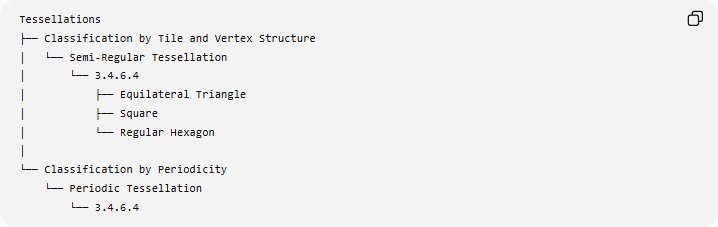 Tessellations
├── Classification by Tile and Vertex Structure
│   └── Semi-Regular Tessellation
│       └── 3.4.6.4
│           ├── Equilateral Triangle
│           ├── Square
│           └── Regular Hexagon
│
└── Classification by Periodicity
    └── Periodic Tessellation
        └── 3.4.6.4